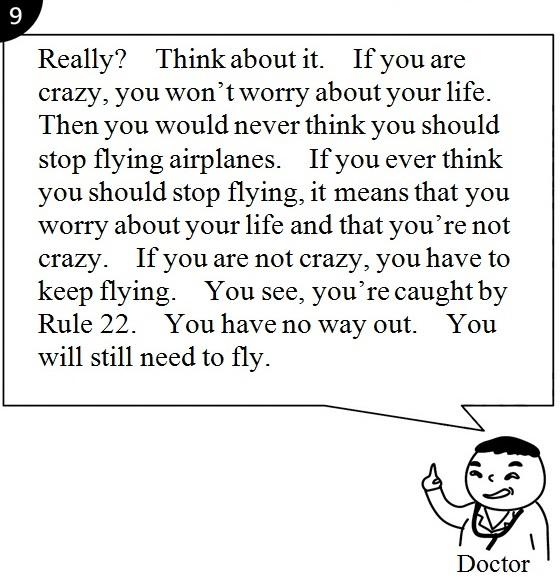 9
Really? Think about it. If you are
crazy, you won't worry about your life.
Then you would never think you should
stop flying airplanes. If you ever think
you should stop flying, it means that you
worry about your life and that you're not
crazy. If you are not crazy, you have to
keep flying. You see, you're caught by
Rule 22. You have no way out. You
will still need to fly.
Doctor